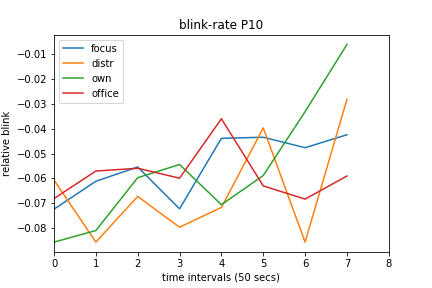 blink-rate P10
focus
distr
own
office
relative blink
−0.01
−0.02
−0.03
−0.04
−0.05
−0.06
−0.07
−0.08
0 1 2 3 4 5 6 7 8
time intervals (50 secs)